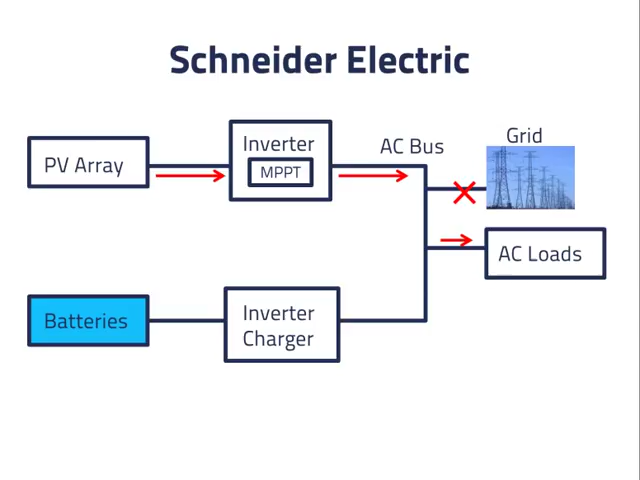 Schneider Electric
PV Array
Inverter
MPPT
AC Bus
Grid
AC Loads
Batteries
Inverter
Charger